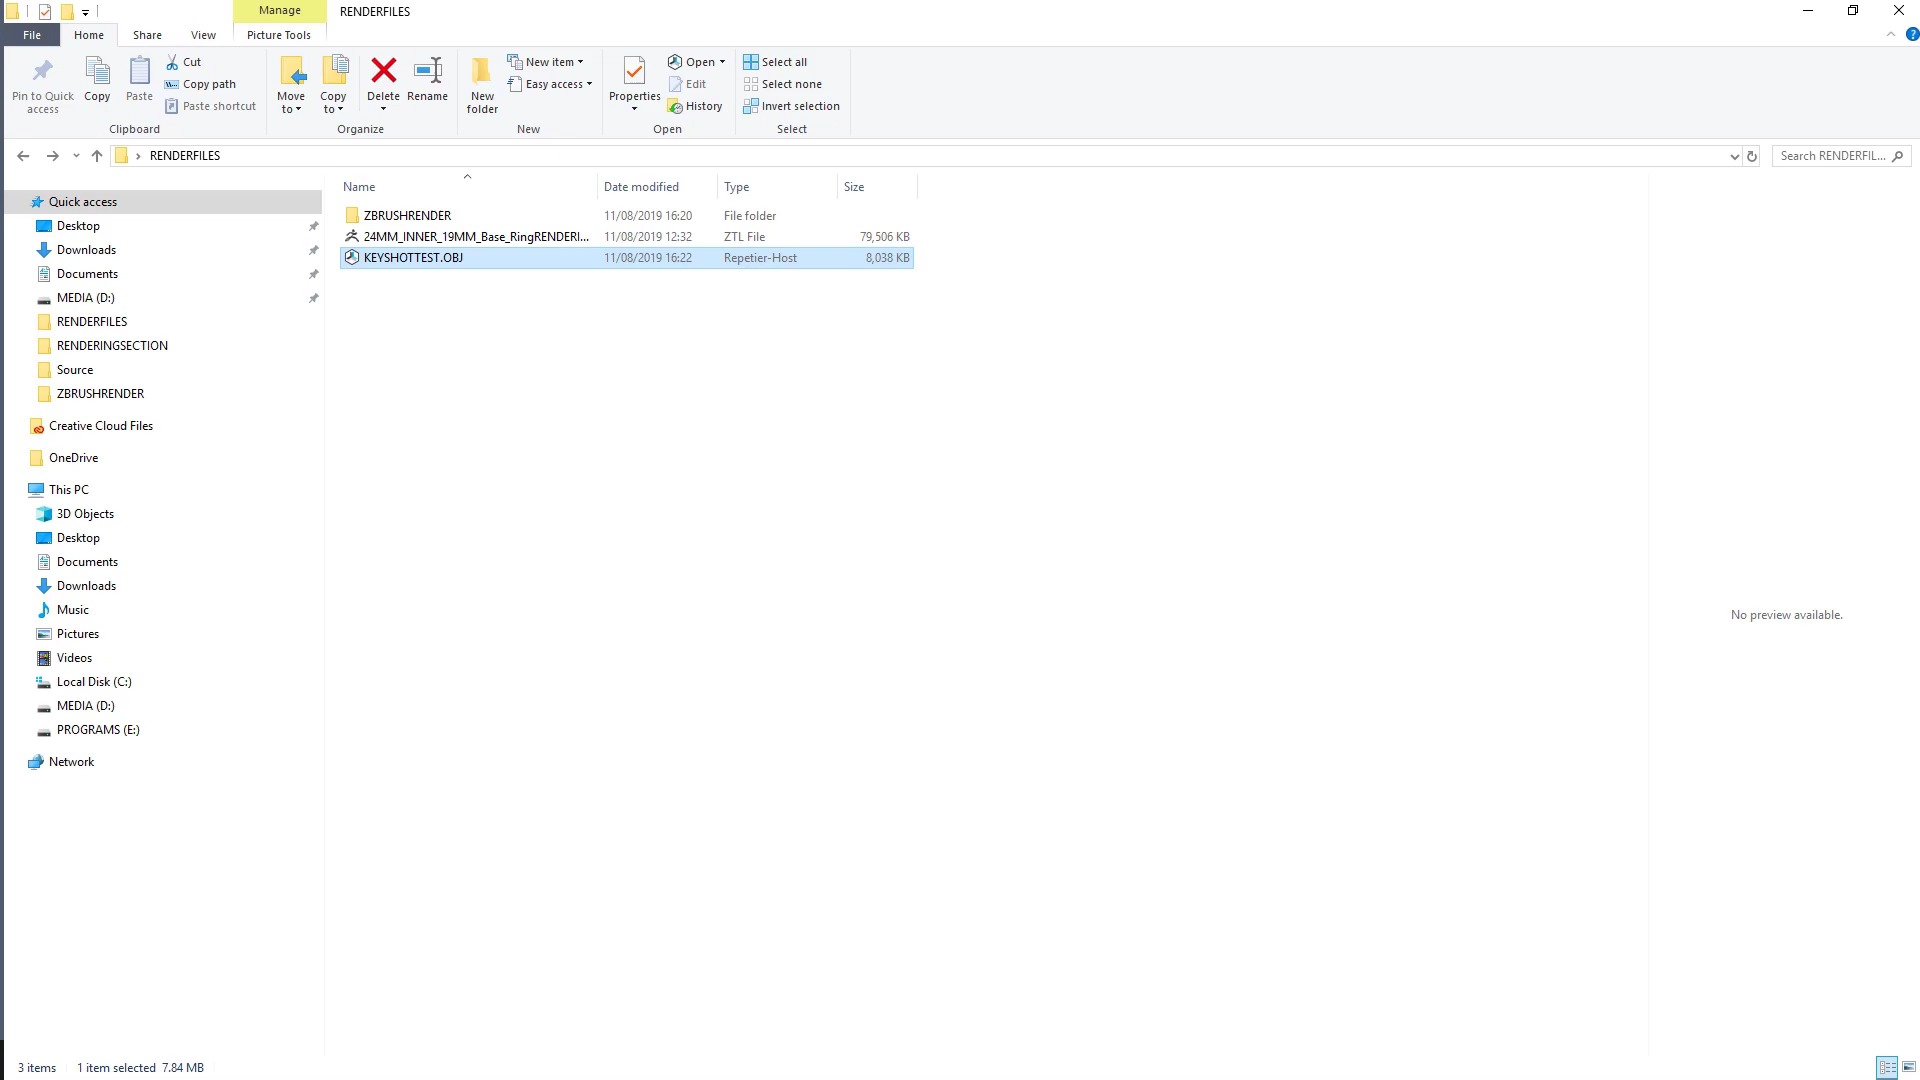 Manage
RENDERFILES
File
Home
Share
View
Picture Tools
Pin to Quick access
Copy
Paste
Cut
Copy path
Paste shortcut
Clipboard
Move to
Copy to
Delete
Rename
Organize
New folder
New item
Easy access
New
Properties
Open
Edit
History
Open
Select all
Select none
Invert selection
Select
RENDERFILES
Search RENDERFIL...
Quick access
Desktop
Downloads
Documents
MEDIA (D:)
RENDERFILES
RENDERINGSECTION
Source
ZBRUSHRENDER
Creative Cloud Files
OneDrive
This PC
3D Objects
Desktop
Documents
Downloads
Music
Pictures
Videos
Local Disk (C:)
MEDIA (D:)
PROGRAMS (E:)
Network
Name Date modified Type Size
ZBRUSHRENDER 11/08/2019 16:20 File folder
24MM_INNER_19MM_Base_RingRENDERI... 11/08/2019 12:32 ZTL File 79,506 KB
KEYSHOTTEST.OBJ 11/08/2019 16:22 Repetier-Host 8,038 KB
No preview available.
3 items 1 item selected 7.84 MB